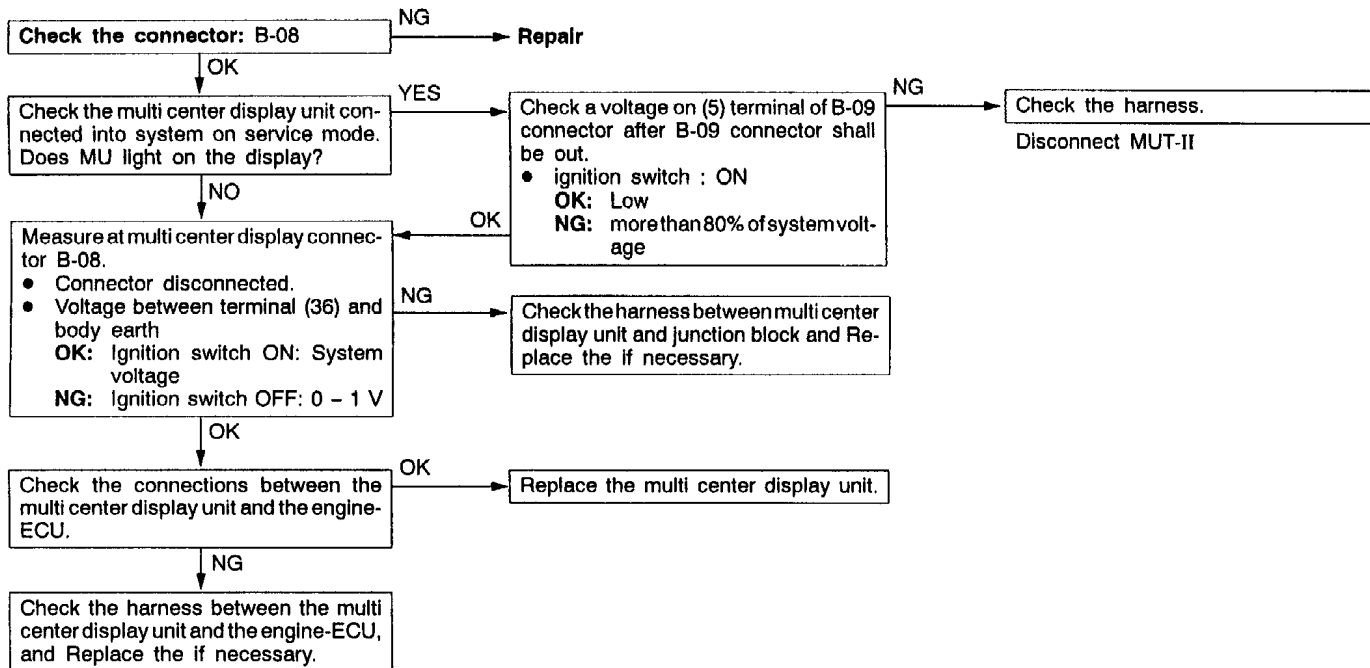 Check the connector: B-08
NG
Repair
OK
Check the multi center display unit con-
nected into system on service mode.
Does MU light on the display?
YES
Check a voltage on (5) terminal of B-09
connector after B-09 connector shall
be out.
● ignition switch : ON
OK: Low
NG: more than 80% of system volt-
age
NG
Check the harness.
Disconnect MUT-II
NO
OK
Measure at multi center display connec-
tor B-08.
● Connector disconnected.
● Voltage between terminal (36) and
body earth
OK: Ignition switch ON: System
voltage
NG: Ignition switch OFF: 0 – 1 V
NG
Check the harness between multi center
display unit and junction block and Re-
place the if necessary.
OK
Check the connections between the
multi center display unit and the engine-
ECU.
OK
Replace the multi center display unit.
NG
Check the harness between the multi
center display unit and the engine-ECU,
and Replace the if necessary.